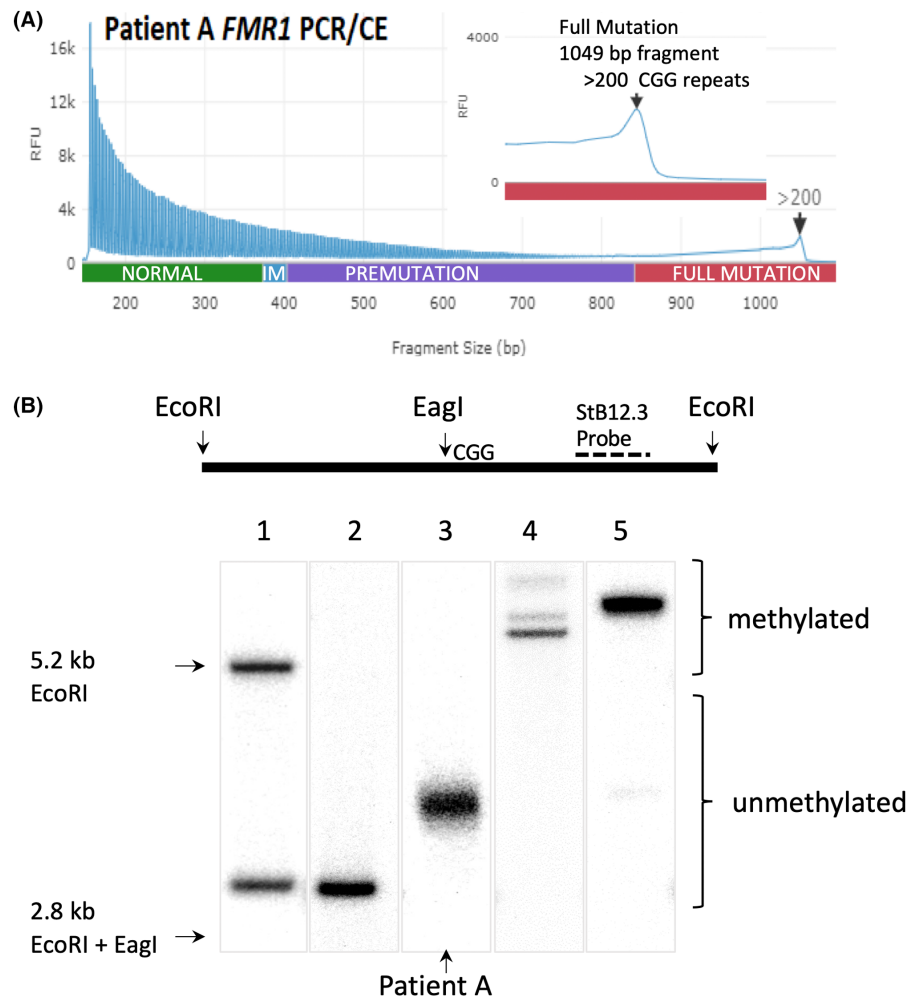 (A)
Patient A FMR1 PCR/CE
16k
12k
8k
4k
0
RFU
4000
0
RFU
Full Mutation
1049 bp fragment
>200 CGG repeats
>200
NORMAL IM PREMUTATION FULL MUTATION
200 300 400 500 600 700 800 900 1000
Fragment Size (bp)
(B)
EcoRI EagI StB12.3 EcoRI
Probe
CGG
1 2 3 4 5
methylated
5.2 kb
EcoRI
unmethylated
2.8 kb
EcoRI + EagI
Patient A